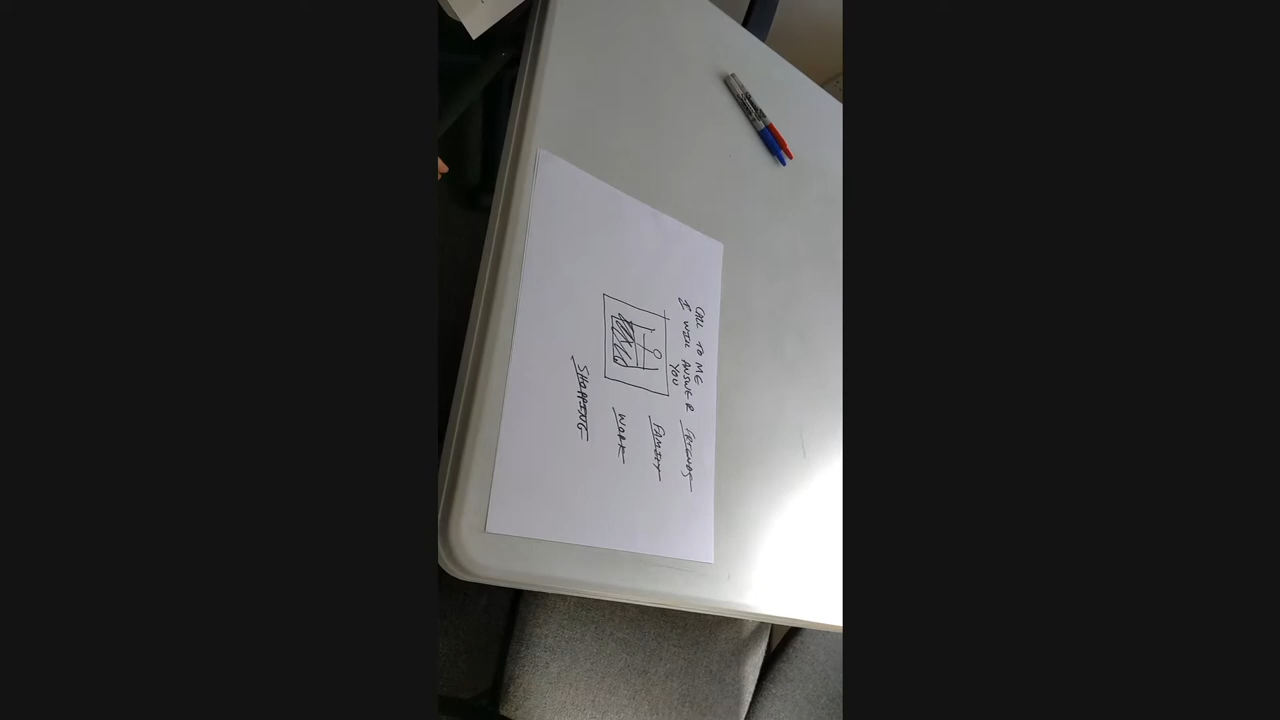 CALL TO ME
I WILL ANSWER
YOU
FRIENDS
FAMILY
WORK
SHOPPING